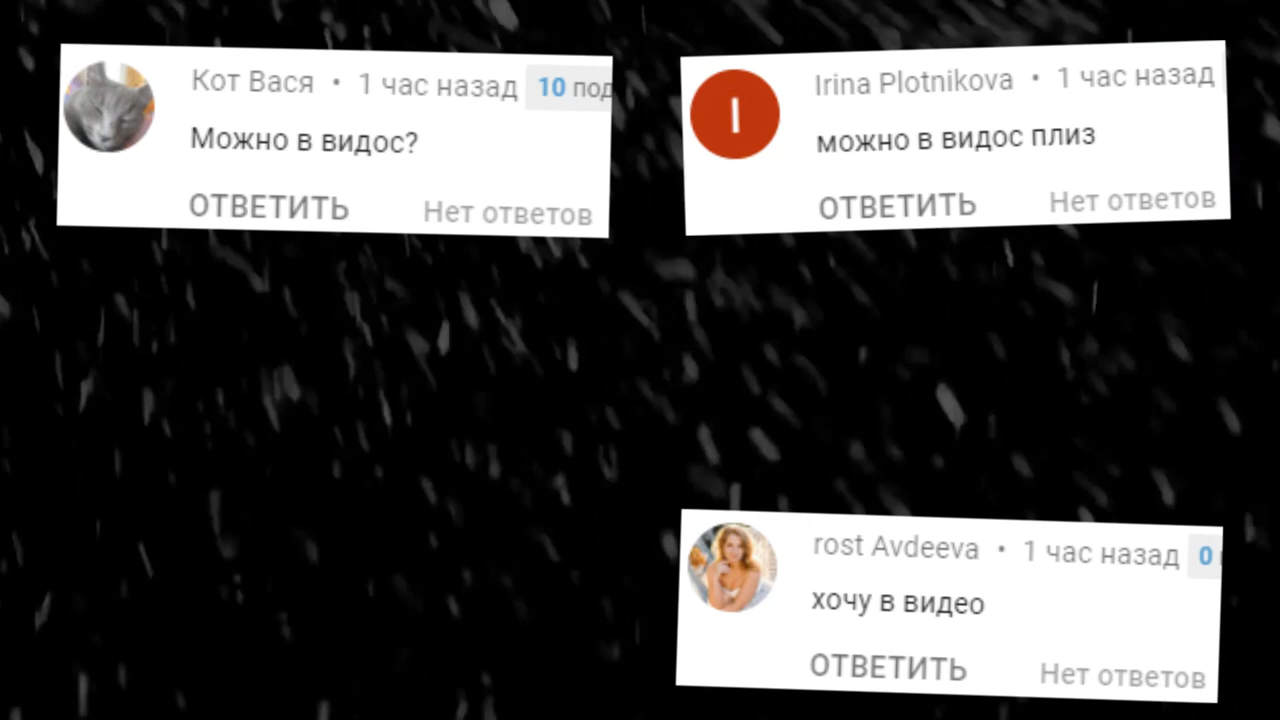 Кот Вася • 1 час назад 10 под
Можно в видос?
ОТВЕТИТЬ Нет ответов
Irina Plotnikova • 1 час назад
I
можно в видос плиз
ОТВЕТИТЬ Нет ответов
rost Avdeeva • 1 час назад 0
хочу в видео
ОТВЕТИТЬ Нет ответов